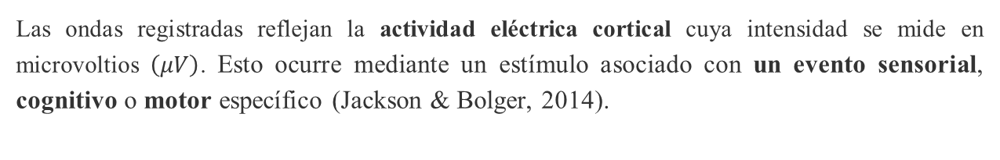 Las ondas registradas reflejan la actividad eléctrica cortical cuya intensidad se mide en
microvoltios (μV). Esto ocurre mediante un estímulo asociado con un evento sensorial,
cognitivo o motor específico (Jackson & Bolger, 2014).